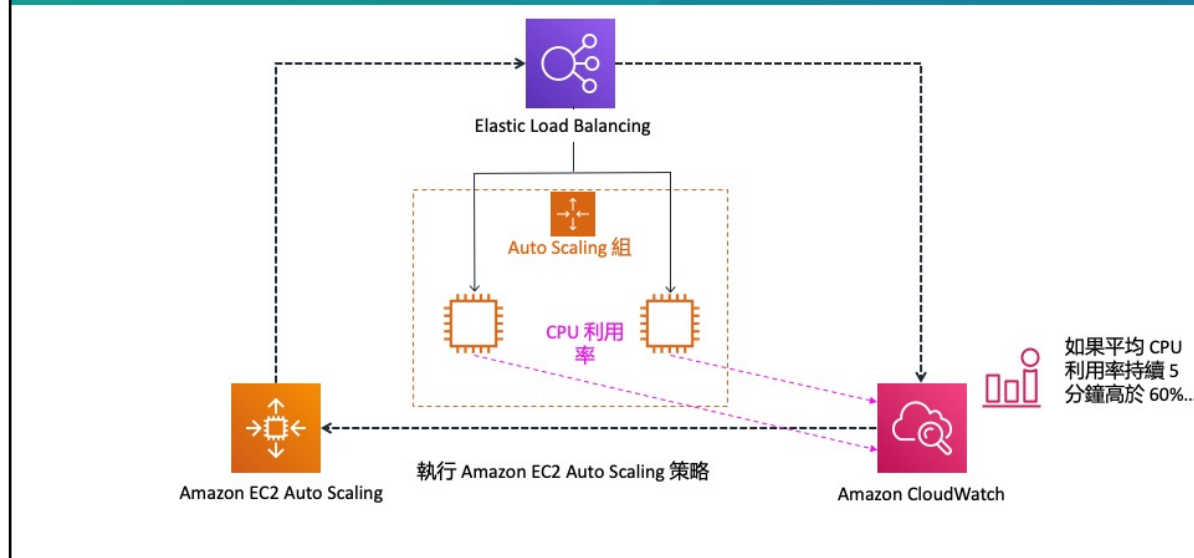 Elastic Load Balancing
Auto Scaling 組
CPU 利用
率
如果平均 CPU
利用率持續 5
分鐘高於 60%...
執行 Amazon EC2 Auto Scaling 策略
Amazon EC2 Auto Scaling
Amazon CloudWatch